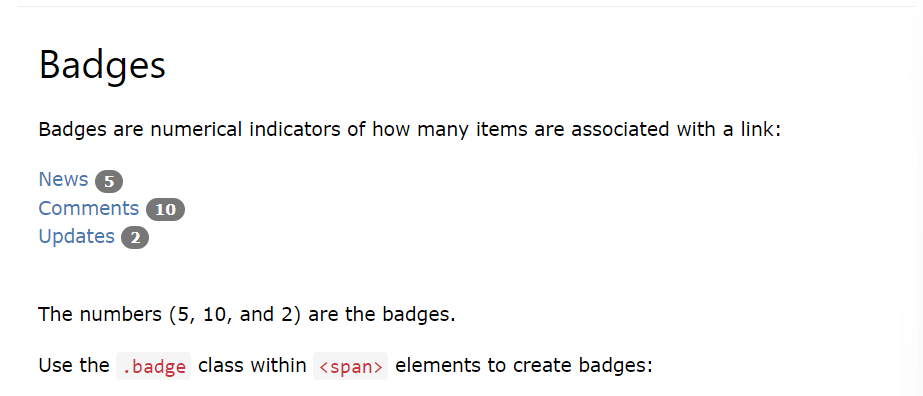 Badges
Badges are numerical indicators of how many items are associated with a link:
News 5
Comments 10
Updates 2
The numbers (5, 10, and 2) are the badges.
Use the .badge class within <span> elements to create badges: